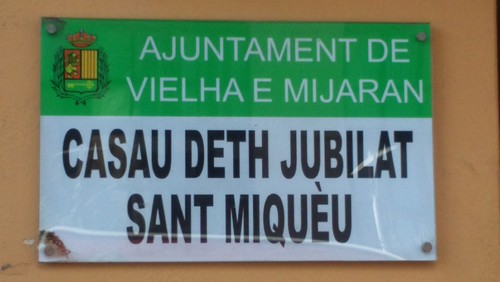 AJUNTAMENT DE
VIELHA E MIJARAN
CASAU DETH JUBILAT
SANT MIQUÈU